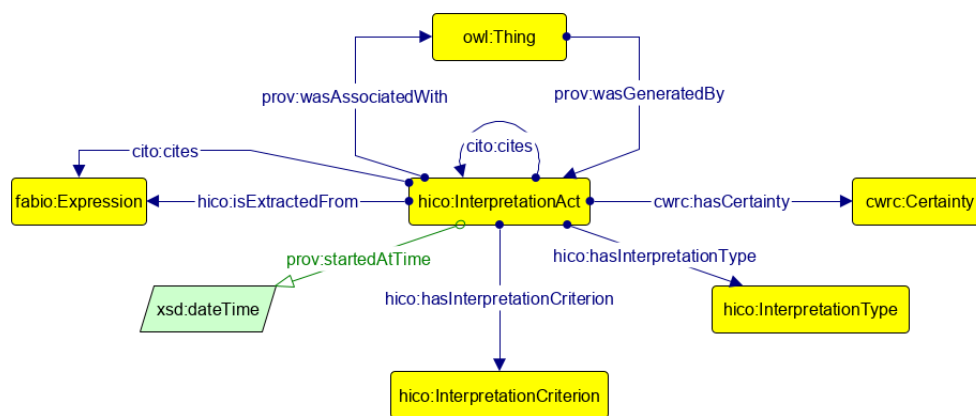 owl:Thing
prov:wasAssociatedWith
prov:wasGeneratedBy
cito:cites
cito:cites
fabio:Expression
hico:isExtractedFrom
hico:InterpretationAct
cwrc:hasCertainty
cwrc:Certainty
prov:startedAtTime
hico:hasInterpretationType
xsd:dateTime
hico:hasInterpretationCriterion
hico:InterpretationType
hico:InterpretationCriterion